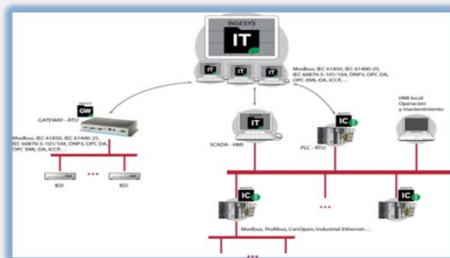 INGESYS
IT
IT
IT
IT
Modbus, IEC 61850, IEC 61400-25,
IEC 60870-5-101/104, DNP3, OPC DA,
OPC XML-DA, ICCP, ...
GW
GATEWAY - RTU
Modbus, IEC 61850, IEC 61400-25,
IEC 60870-5-101/104, DNP3, OPC DA,
OPC XML-DA, ICCP, ...
IED
IED
IT
SCADA - HMI
IC
PLC - RTU
HMI local
Operación
y mantenimiento
IC
IC
Modbus, Profibus, CanOpen, Industrial Ethernet ...